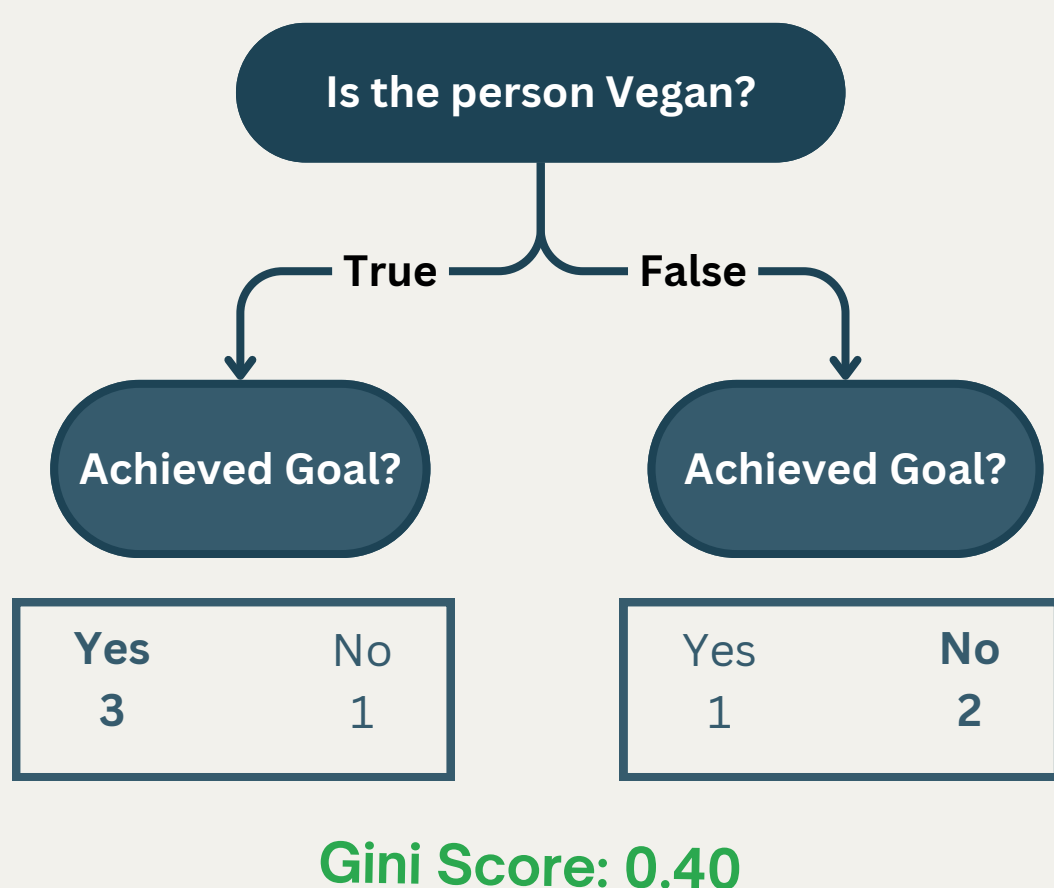 Is the person Vegan?
True False
Achieved Goal? Achieved Goal?
Yes No Yes No
3 1 1 2
Gini Score: 0.40